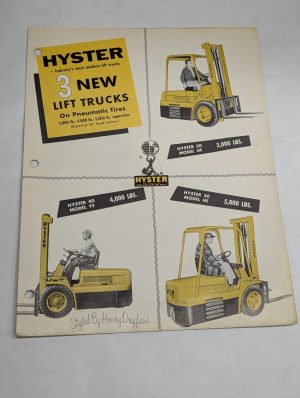 HYSTER
—Industry's most modern lift trucks
3 NEW
LIFT TRUCKS
On Pneumatic Tires
3,000 lb. - 4,000 lb. - 5,000 lb. capacities
HYSTER 30
MODEL UE
3,000 LBS.
HYSTER
HYSTER 40
MODEL YE
4,000 LBS.
HYSTER 50
MODEL HE
5,000 LBS.
HYSTER
Styled By Henry Dreyfuss